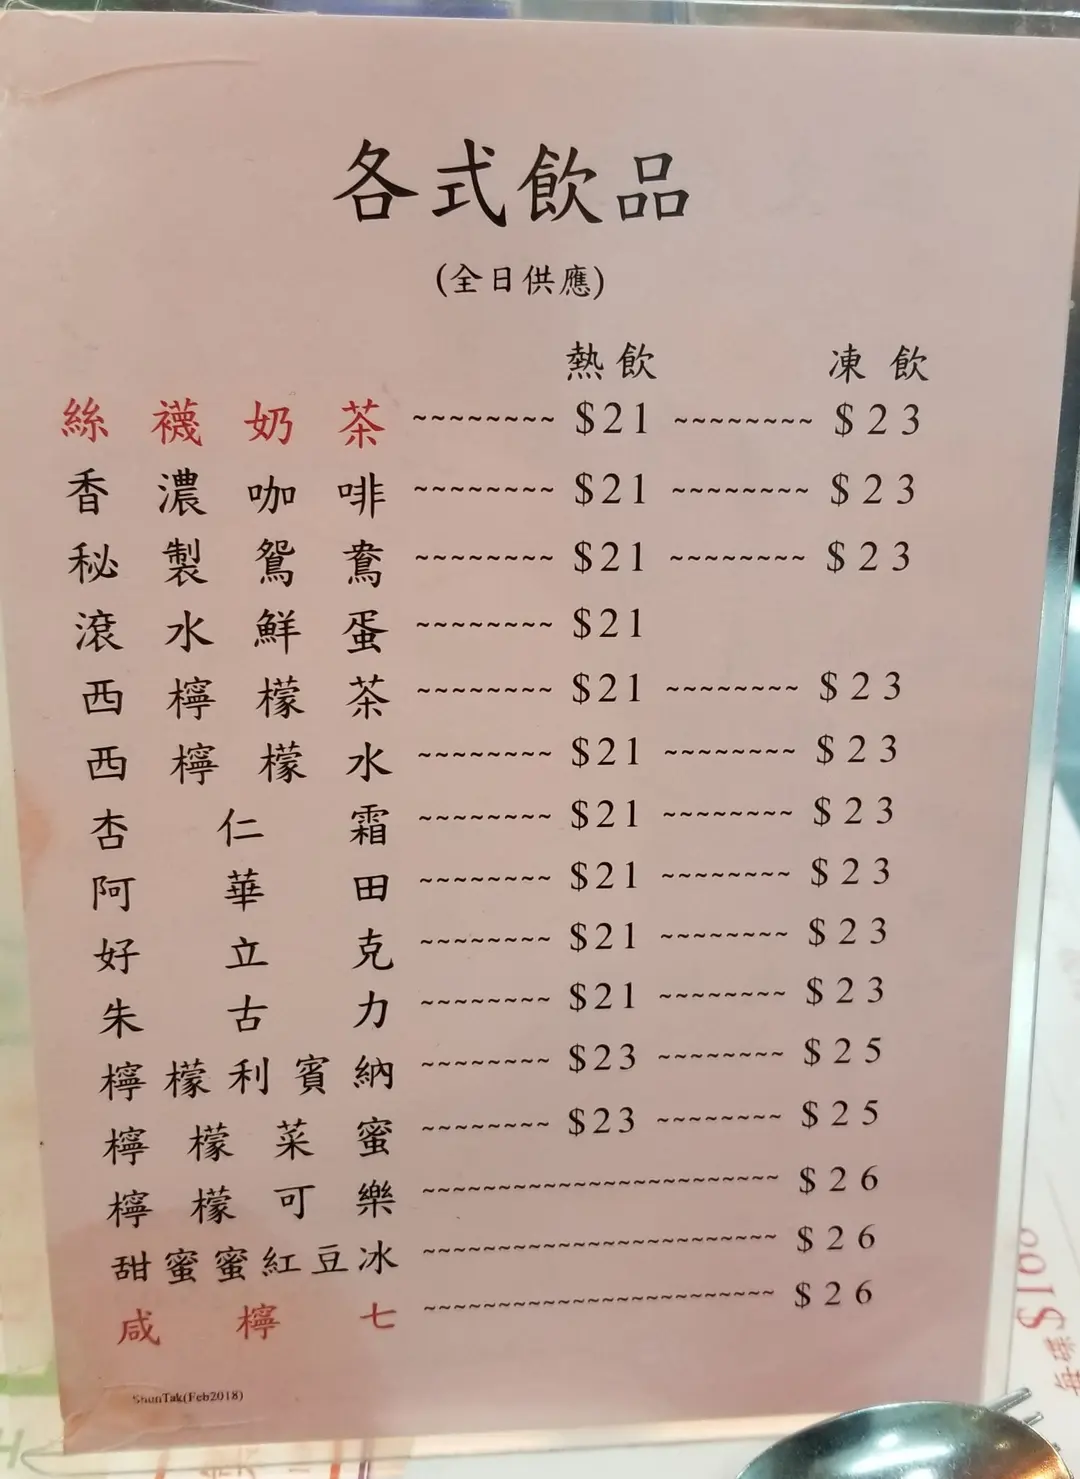 各式飲品
(全日供應)
熱飲 凍飲
絲襪奶茶 ~~~~~~~~ $21 ~~~~~~~~ $23
香濃咖啡 ~~~~~~~~ $21 ~~~~~~~~ $23
秘製鴛鴦 ~~~~~~~~ $21 ~~~~~~~~ $23
滾水鮮蛋 ~~~~~~~~ $21
西檸檬茶 ~~~~~~~~ $21 ~~~~~~~~ $23
西檸檬水 ~~~~~~~~ $21 ~~~~~~~~ $23
杏仁霜 ~~~~~~~~ $21 ~~~~~~~~ $23
阿華田 ~~~~~~~~ $21 ~~~~~~~~ $23
好立克 ~~~~~~~~ $21 ~~~~~~~~ $23
朱古力 ~~~~~~~~ $21 ~~~~~~~~ $23
檸檬利賓納 ~~~~~~~~ $23 ~~~~~~~~ $25
檸檬菜蜜 ~~~~~~~~ $23 ~~~~~~~~ $25
檸檬可樂 ~~~~~~~~~~~~~~~~~~~~~~~ $26
甜蜜蜜紅豆冰 ~~~~~~~~~~~~~~~~~~~~~~~ $26
咸檸七 ~~~~~~~~~~~~~~~~~~~~~~~ $26
ShunTak(Feb2018)